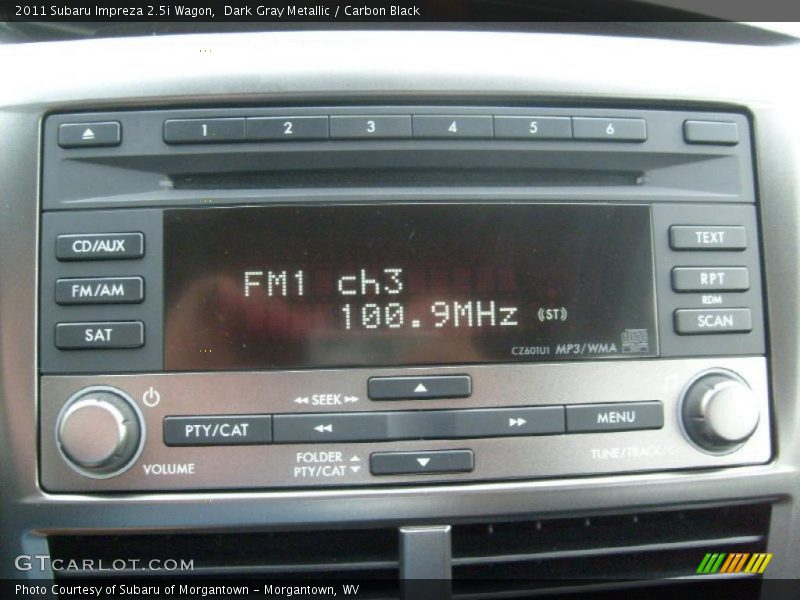 2011 Subaru Impreza 2.5i Wagon,  Dark Gray Metallic / Carbon Black
1 2 3 4 5 6
CD/AUX
TEXT
FM/AM
RPT
RDM
SAT
SCAN
FM1 ch3
100.9MHz (ST)
CZ601U1 MP3/WMA
SEEK
PTY/CAT
MENU
VOLUME
FOLDER
PTY/CAT
TUNE/TRACK/
GTCARLOT.COM
Photo Courtesy of Subaru of Morgantown - Morgantown, WV